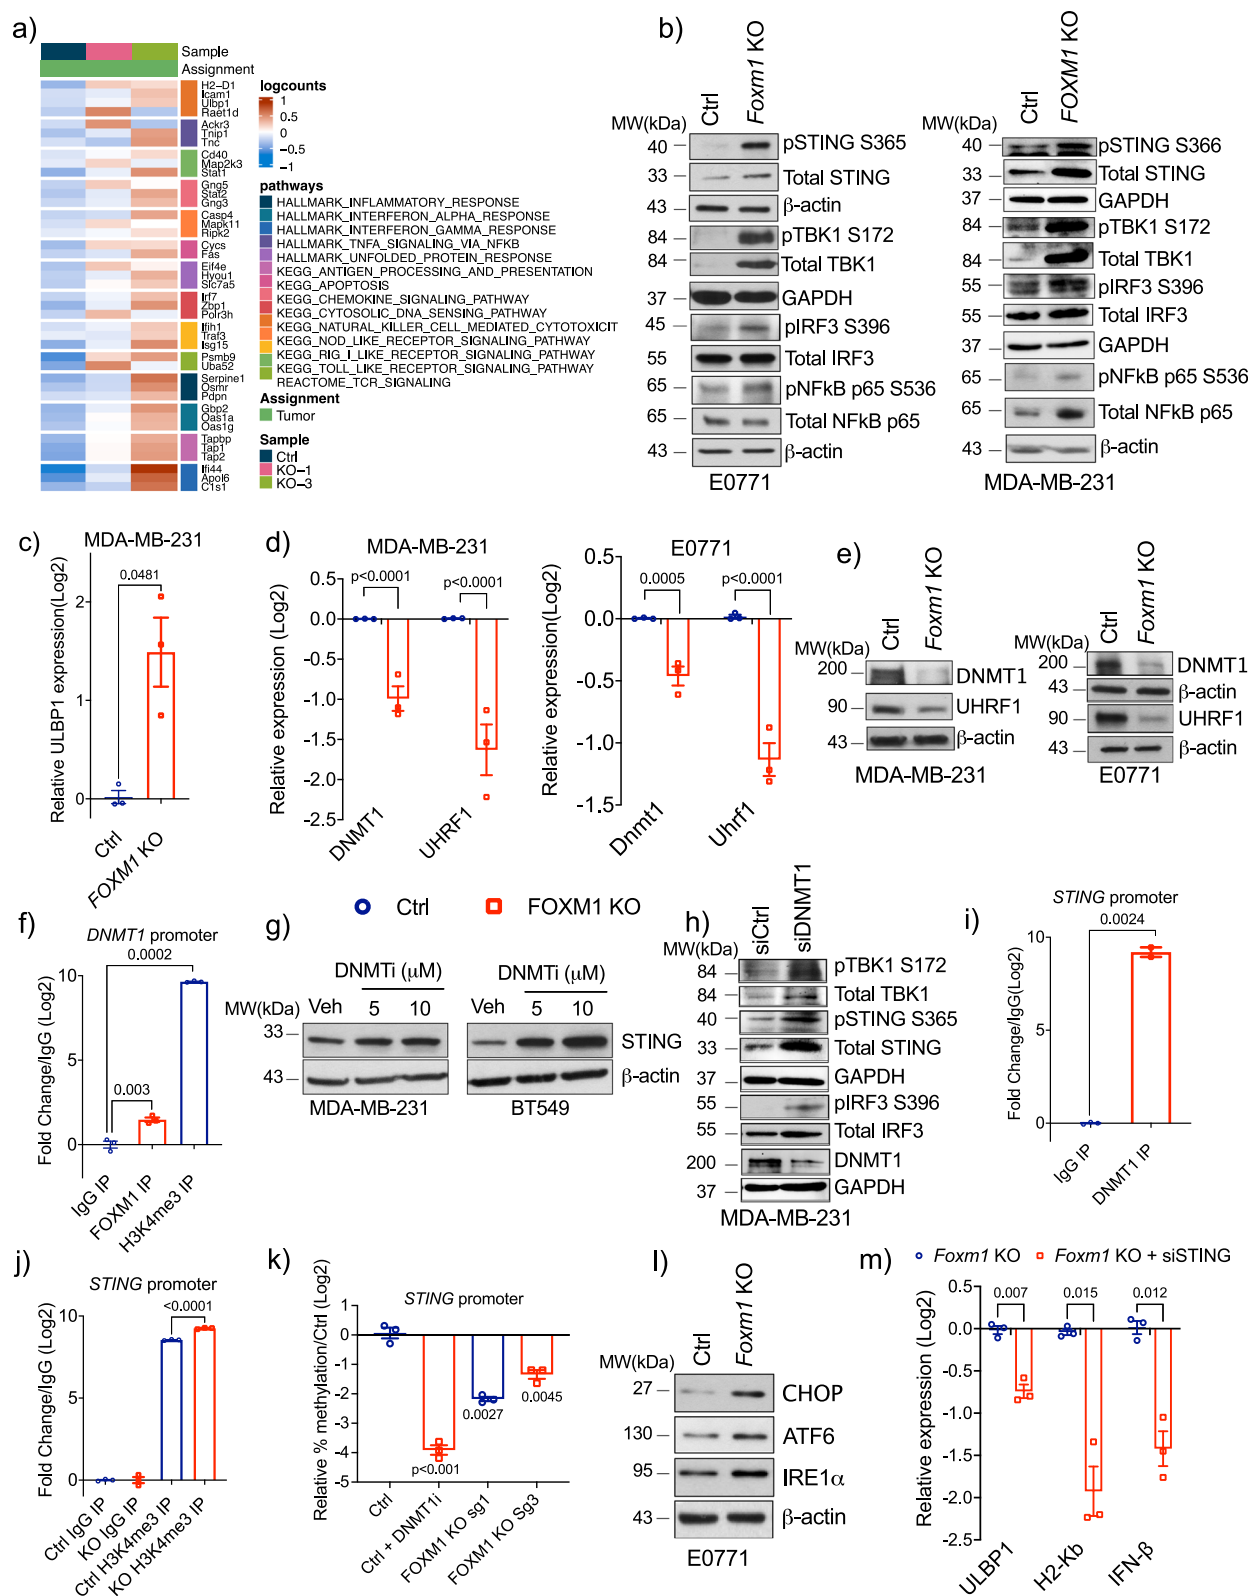 a)
Sample
Assignment
H2-D1
Icam1
Ulbp1
Raet1d
Ackr3
Tnip1
Tnc
Cd40
Map2k3
Stat1
Gng5
Stat2
Gng3
Casp4
Mapk11
Ripk2
Cycs
Fas
Eif4e
Hyou1
Slc7a5
Irf7
Zbp1
Polr3h
Ifih1
Traf3
Isg15
Psmb9
Uba52
Serpine1
Osmr
Pdpn
Gbp2
Oas1a
Oas1g
Tapbp
Tap1
Tap2
Ifi44
Apol6
C1s1
logcounts
1
0.5
0
-0.5
-1
pathways
HALLMARK_INFLAMMATORY_RESPONSE
HALLMARK_INTERFERON_ALPHA_RESPONSE
HALLMARK_INTERFERON_GAMMA_RESPONSE
HALLMARK_TNFA_SIGNALING_VIA_NFKB
HALLMARK_UNFOLDED_PROTEIN_RESPONSE
KEGG_ANTIGEN_PROCESSING_AND_PRESENTATION
KEGG_APOPTOSIS
KEGG_CHEMOKINE_SIGNALING_PATHWAY
KEGG_CYTOSOLIC_DNA_SENSING_PATHWAY
KEGG_NATURAL_KILLER_CELL_MEDIATED_CYTOTOXICIT
KEGG_NOD_LIKE_RECEPTOR_SIGNALING_PATHWAY
KEGG_RIG_I_LIKE_RECEPTOR_SIGNALING_PATHWAY
KEGG_TOLL_LIKE_RECEPTOR_SIGNALING_PATHWAY
REACTOME_TCR_SIGNALING
Assignment
Tumor
Sample
Ctrl
KO-1
KO-3
b)
MW(kDa)
Ctrl
Foxm1 KO
40 pSTING S365
33 Total STING
43 β-actin
84 pTBK1 S172
84 Total TBK1
37 GAPDH
45 pIRF3 S396
55 Total IRF3
65 pNFkB p65 S536
65 Total NFkB p65
43 β-actin
E0771
MW(kDa)
Ctrl
FOXM1 KO
40 pSTING S366
33 Total STING
37 GAPDH
84 pTBK1 S172
84 Total TBK1
55 pIRF3 S396
55 Total IRF3
37 GAPDH
65 pNFkB p65 S536
65 Total NFkB p65
43 β-actin
MDA-MB-231
c)
MDA-MB-231
Relative ULBP1 expression(Log2)
0.0481
2
1
0
Ctrl
FOXM1 KO
d)
MDA-MB-231
Relative expression (Log2)
0.0
-0.5
-1.0
-1.5
-2.0
-2.5
p<0.0001
p<0.0001
DNMT1
UHRF1
E0771
Relative expression(Log2)
0.5
0.0
-0.5
-1.0
-1.5
0.0005
p<0.0001
Dnmt1
Uhrf1
Ctrl
FOXM1 KO
e)
MW(kDa)
Ctrl
Foxm1 KO
200 DNMT1
90 UHRF1
43 β-actin
MDA-MB-231
MW(kDa)
Ctrl
Foxm1 KO
200 DNMT1
43 β-actin
90 UHRF1
43 β-actin
E0771
f)
DNMT1 promoter
Fold Change/IgG (Log2)
0.0002
0.003
10
5
0
IgG IP
FOXM1 IP
H3K4me3 IP
g)
DNMTi (μM)
DNMTi (μM)
MW(kDa) Veh 5 10 Veh 5 10
33 STING
43 β-actin
MDA-MB-231
BT549
h)
MW(kDa)
siCtrl
siDNMT1
84 pTBK1 S172
84 Total TBK1
40 pSTING S365
33 Total STING
37 GAPDH
55 pIRF3 S396
55 Total IRF3
200 DNMT1
37 GAPDH
MDA-MB-231
i)
STING promoter
Fold Change/IgG(Log2)
0.0024
10
5
0
IgG IP
DNMT1 IP
j)
STING promoter
Fold Change/IgG (Log2)
<0.0001
10
5
0
Ctrl IgG IP
KO IgG IP
Ctrl H3K4me3 IP
KO H3K4me3 IP
k)
STING promoter
Relative % methylation/Ctrl (Log2)
1
0
-1
-2
-3
-4
-5
p<0.001
0.0027
0.0045
Ctrl
Ctrl + DNMT1i
FOXM1 KO sg1
FOXM1 KO Sg3
l)
MW(kDa)
Ctrl
Foxm1 KO
27 CHOP
130 ATF6
95 IRE1α
43 β-actin
E0771
m)
Foxm1 KO
Foxm1 KO + siSTING
Relative expression (Log2)
0.5
0.0
-0.5
-1.0
-1.5
-2.0
-2.5
0.007
0.015
0.012
ULBP1
H2-Kb
IFN-β